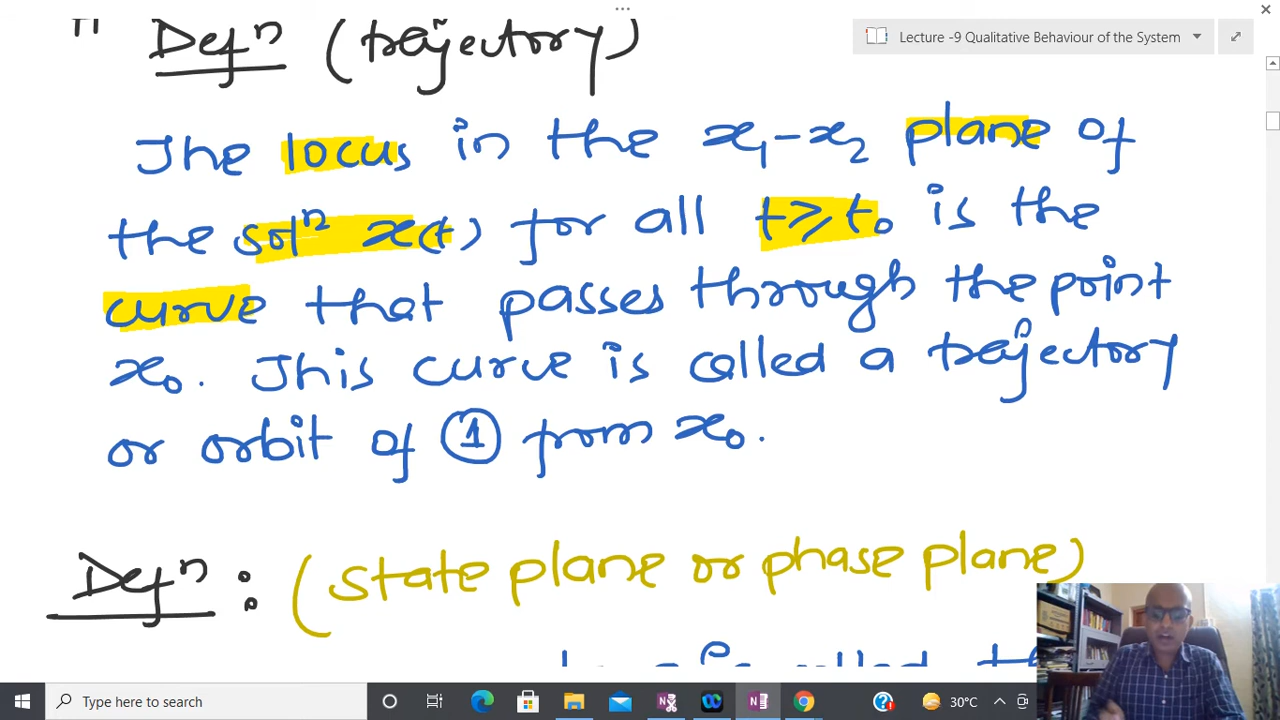 Defⁿ (trajectory)
Lecture -9 Qualitative Behaviour of the System
The locus in the x₁-x₂ plane of
the solⁿ x(t) for all t⩾t₀ is the
curve that passes through the point
x₀. This curve is called a trajectory
or orbit of ① from x₀.
Defⁿ : (state plane or phase plane)
called th
Type here to search
30°C